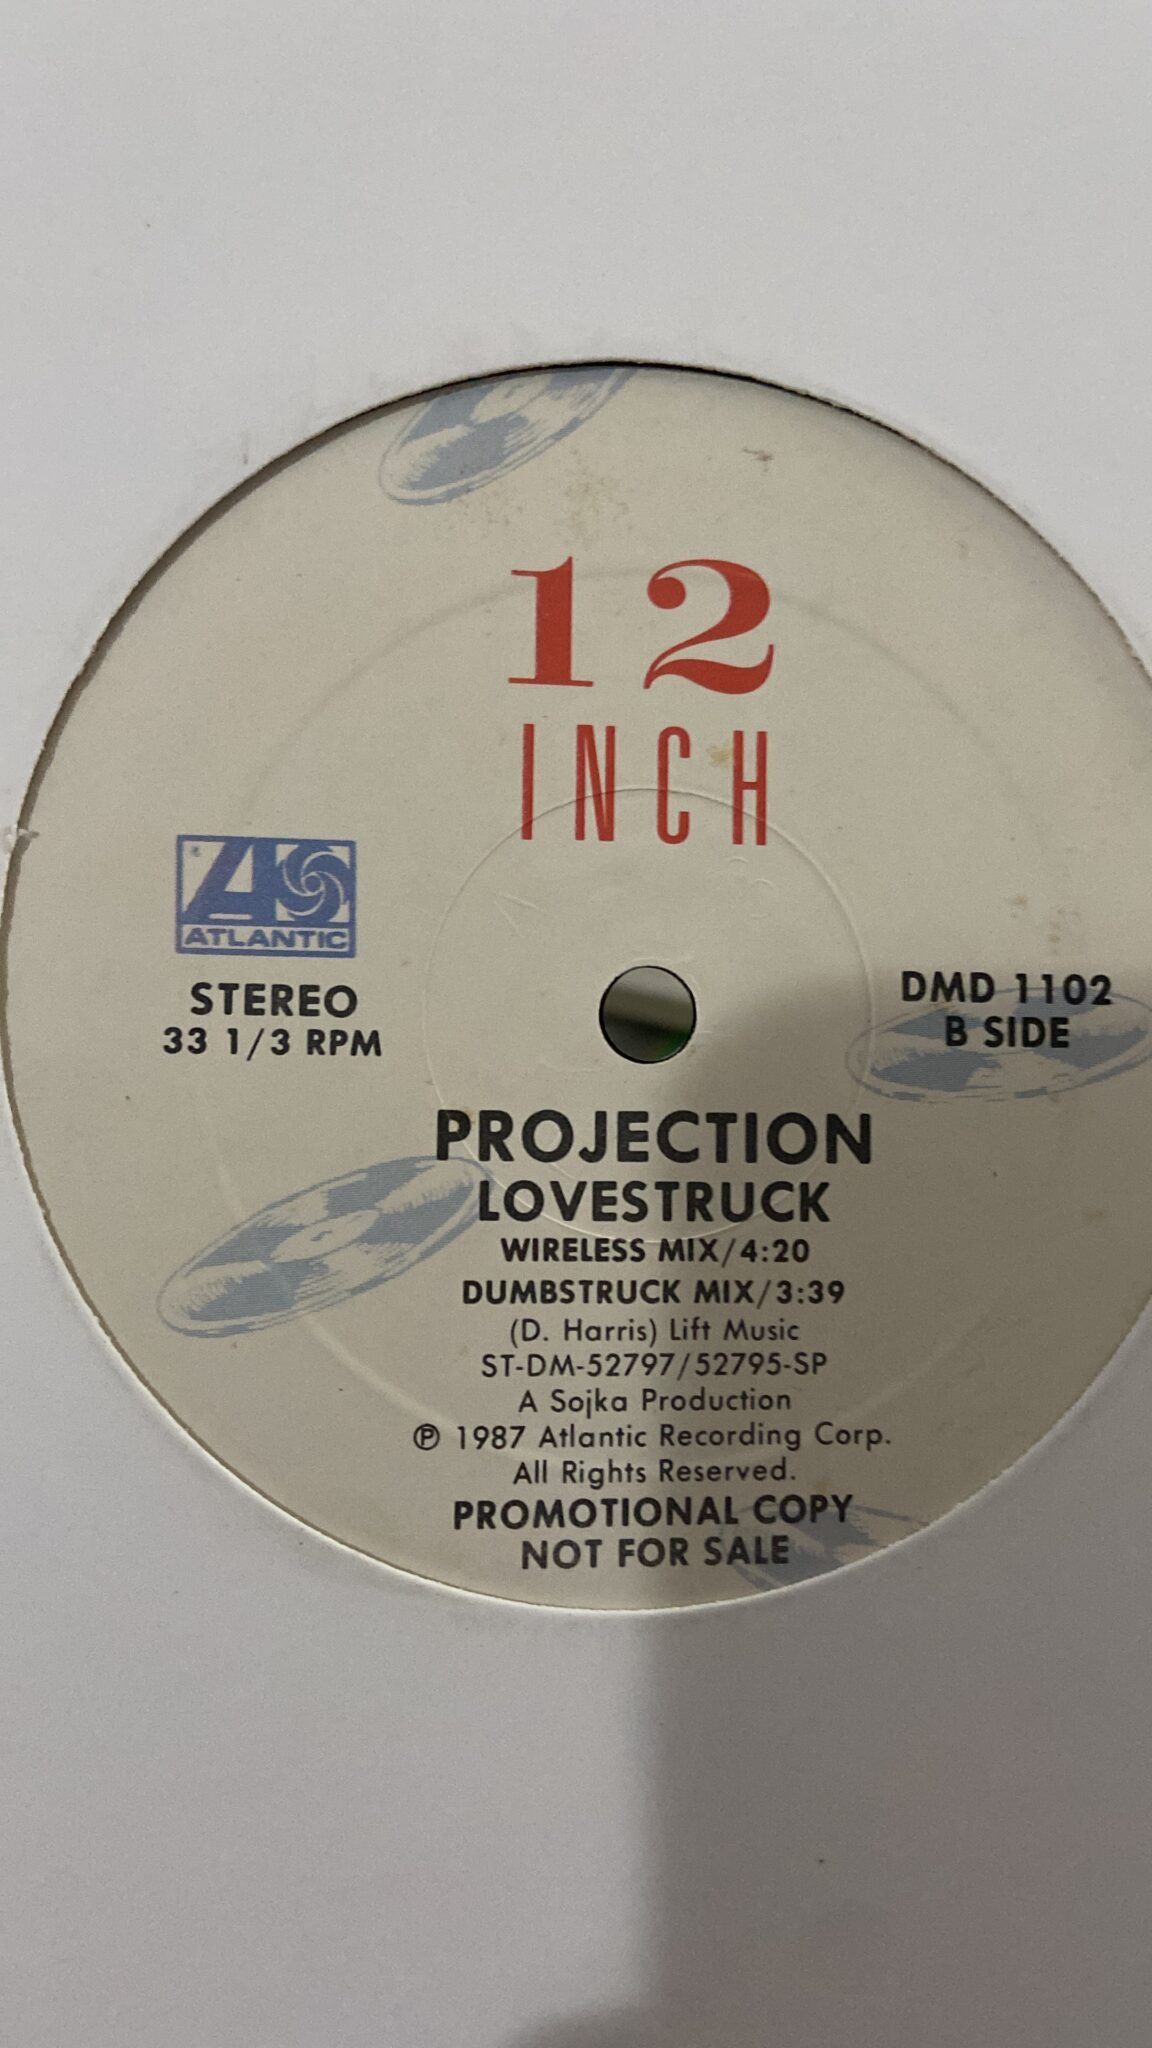 12
INCH
ATLANTIC
STEREO
33 1/3 RPM
DMD 1102
B SIDE
PROJECTION
LOVESTRUCK
WIRELESS MIX/4:20
DUMBSTRUCK MIX/3:39
(D. Harris) Lift Music
ST-DM-52797/52795-SP
A Sojka Production
℗ 1987 Atlantic Recording Corp.
All Rights Reserved.
PROMOTIONAL COPY
NOT FOR SALE